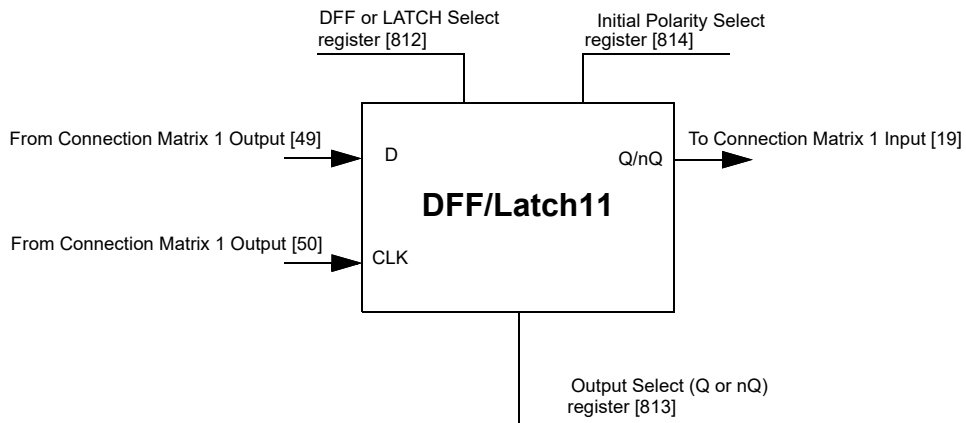 DFF or LATCH Select
register [812]
Initial Polarity Select
register [814]
From Connection Matrix 1 Output [49]
D
Q/nQ
To Connection Matrix 1 Input [19]
DFF/Latch11
From Connection Matrix 1 Output [50]
CLK
Output Select (Q or nQ)
register [813]